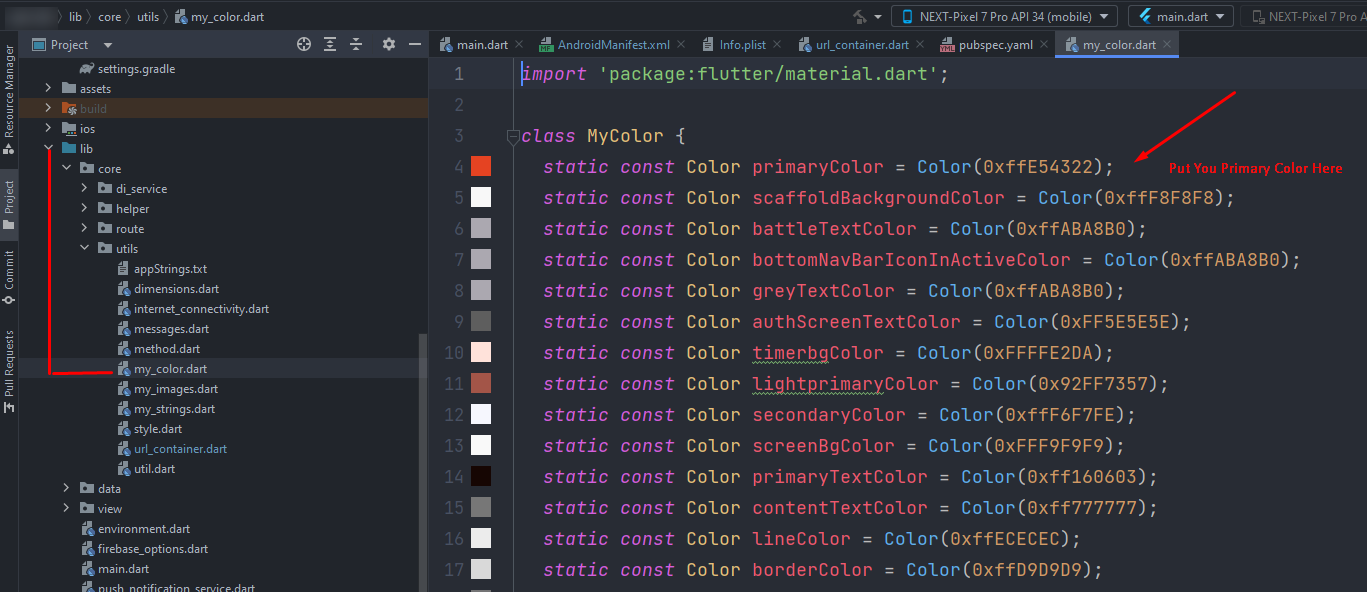 lib core utils my_color.dart
NEXT-Pixel 7 Pro API 34 (mobile) main.dart NEXT-Pixel 7 Pro A
Project
main.dart AndroidManifest.xml Info.plist url_container.dart pubspec.yaml my_color.dart
Resource Manager
Project
Commit
Pull Requests
settings.gradle
assets
build
ios
lib
core
di_service
helper
route
utils
appStrings.txt
dimensions.dart
internet_connectivity.dart
messages.dart
method.dart
my_color.dart
my_images.dart
my_strings.dart
style.dart
url_container.dart
util.dart
data
view
environment.dart
firebase_options.dart
main.dart
push_notification_service.dart
1 import 'package:flutter/material.dart';
2
3 class MyColor {
4 static const Color primaryColor = Color(0xffE54322);
Put You Primary Color Here
5 static const Color scaffoldBackgroundColor = Color(0xffF8F8F8);
6 static const Color battleTextColor = Color(0xffABA8B0);
7 static const Color bottomNavBarIconInActiveColor = Color(0xffABA8B0);
8 static const Color greyTextColor = Color(0xffABA8B0);
9 static const Color authScreenTextColor = Color(0xFF5E5E5E);
10 static const Color timerbgColor = Color(0xFFFFE2DA);
11 static const Color lightprimaryColor = Color(0x92FF7357);
12 static const Color secondaryColor = Color(0xffF6F7FE);
13 static const Color screenBgColor = Color(0xFFF9F9F9);
14 static const Color primaryTextColor = Color(0xff160603);
15 static const Color contentTextColor = Color(0xff777777);
16 static const Color lineColor = Color(0xffECECEC);
17 static const Color borderColor = Color(0xffD9D9D9);